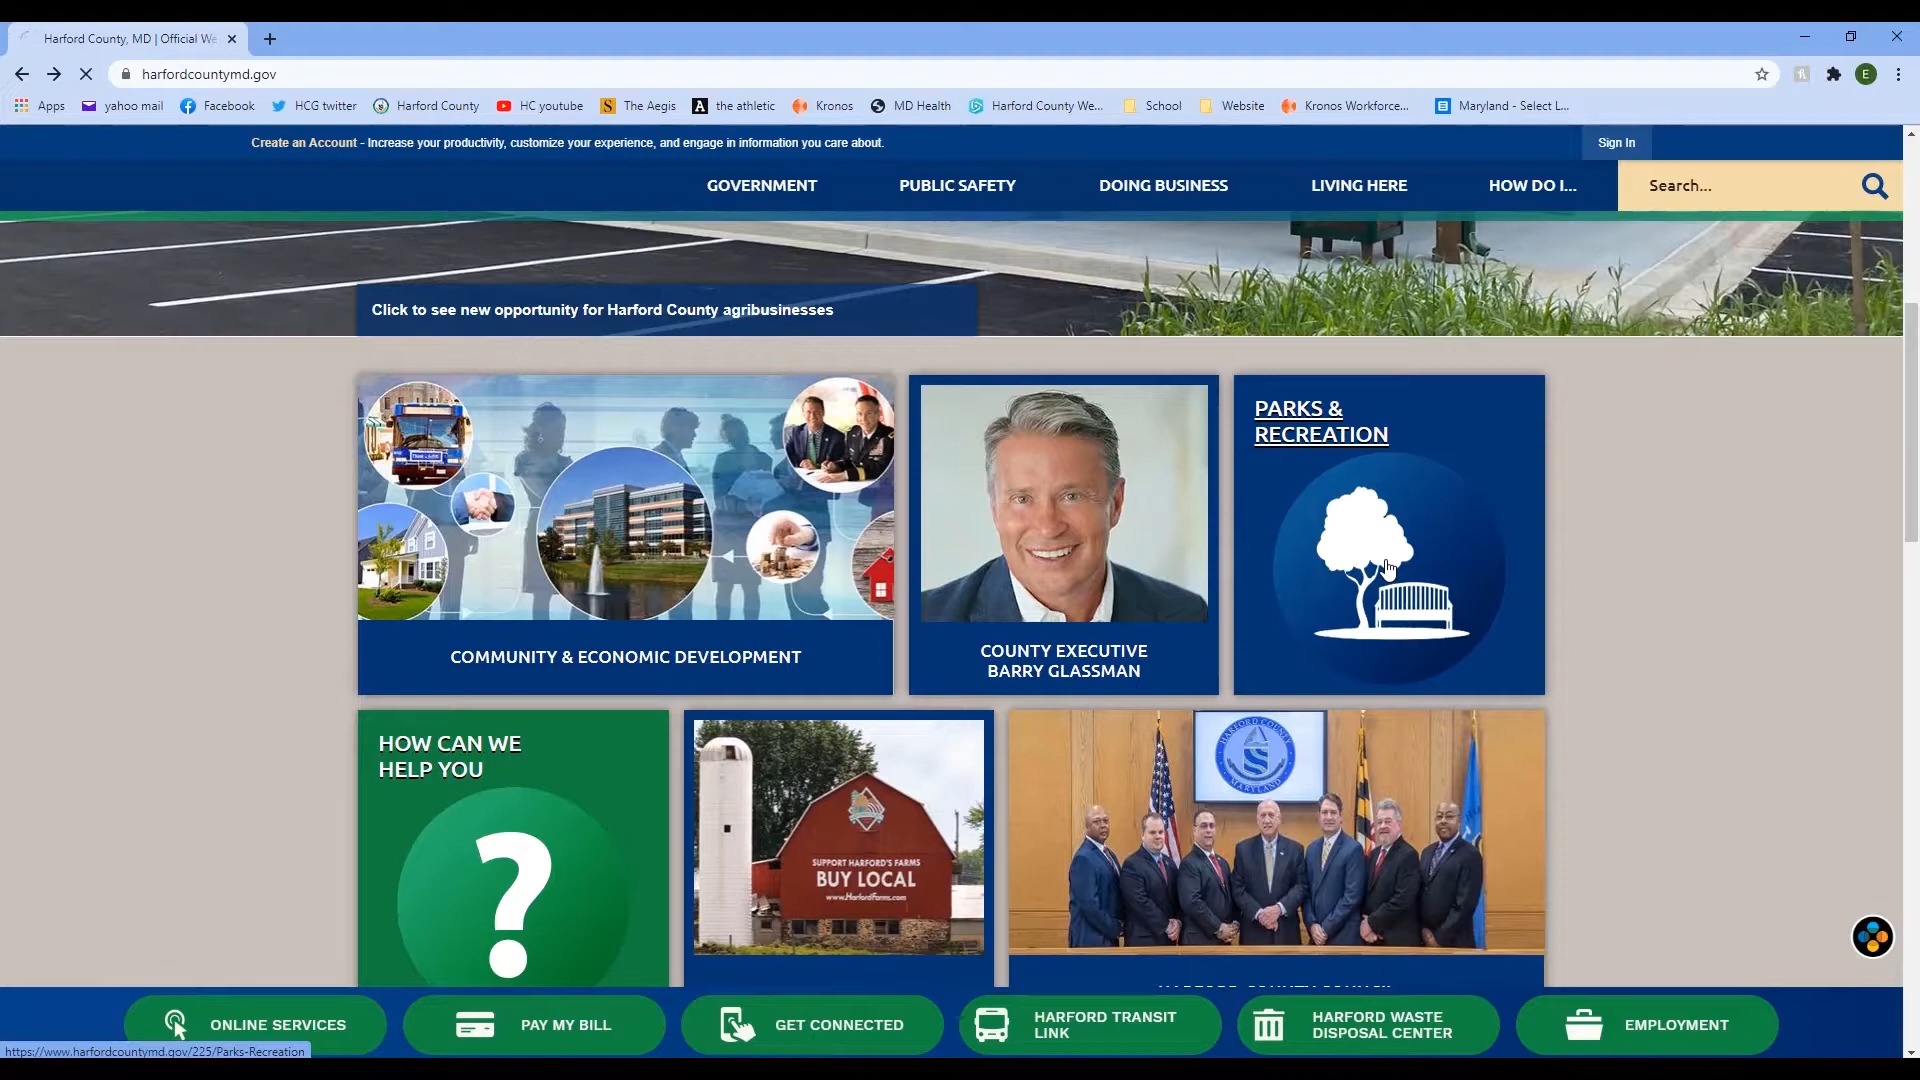 Harford County, MD | Official We
harfordcountymd.gov
E
Apps
yahoo mail
Facebook
HCG twitter
Harford County
HC youtube
S
The Aegis
A
the athletic
Kronos
MD Health
Harford County We...
School
Website
Kronos Workforce...
Maryland - Select L...
Create an Account - Increase your productivity, customize your experience, and engage in information you care about.
Sign In
GOVERNMENT
PUBLIC SAFETY
DOING BUSINESS
LIVING HERE
HOW DO I...
Search...
Click to see new opportunity for Harford County agribusinesses
COMMUNITY & ECONOMIC DEVELOPMENT
COUNTY EXECUTIVE
BARRY GLASSMAN
PARKS &
RECREATION
HOW CAN WE
HELP YOU
?
SUPPORT HARFORD'S FARMS
BUY LOCAL
www.HarfordFarms.com
HARFORD COUNTY
MARYLAND
ONLINE SERVICES
PAY MY BILL
GET CONNECTED
HARFORD TRANSIT
LINK
HARFORD WASTE
DISPOSAL CENTER
EMPLOYMENT
https://www.harfordcountymd.gov/225/Parks-Recreation